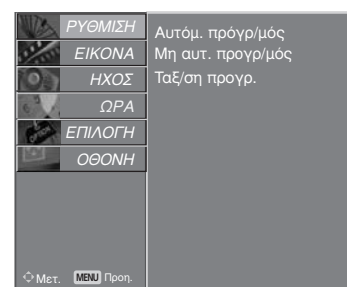 ΡΥΘΜΙΣΗ
ΕΙΚΟΝΑ
ΗΧΟΣ
ΩΡΑ
ΕΠΙΛΟΓΗ
ΟΘΟΝΗ
Αυτόμ. πρόγρ/μός
Μη αυτ. προγρ/μός
Ταξ/ση προγρ.
Μετ. MENU Προη.